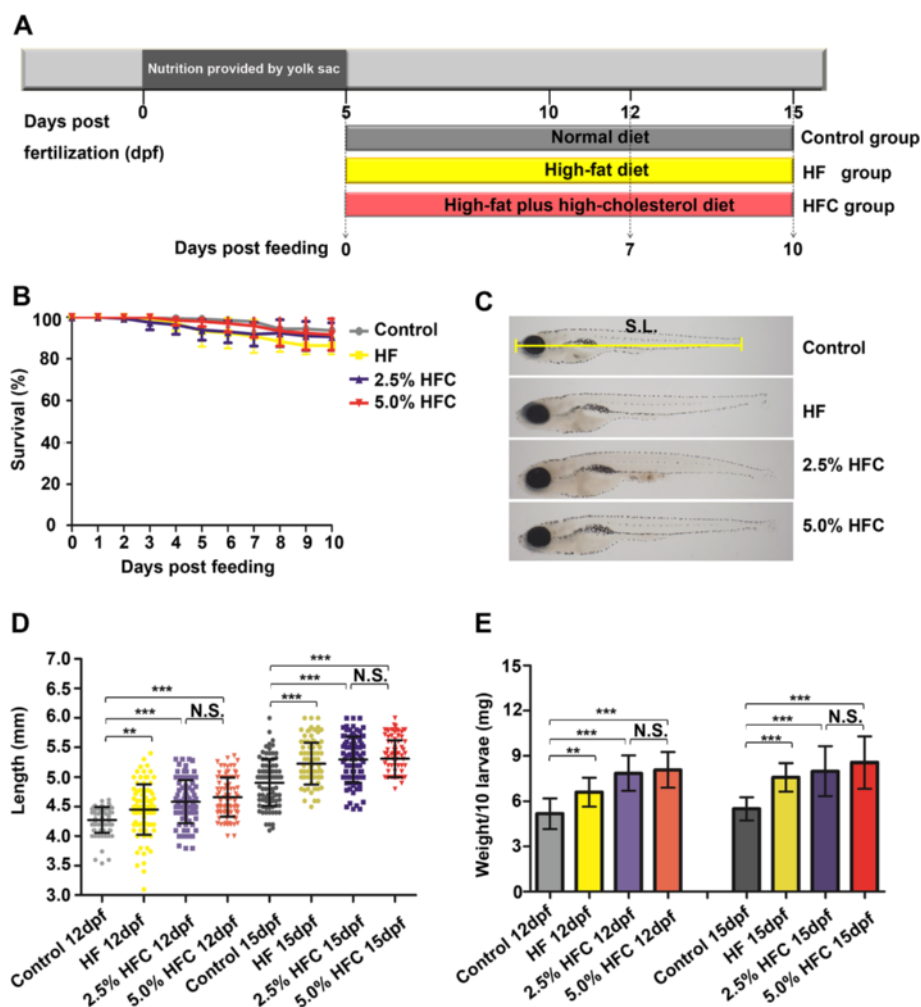 A
Nutrition provided by yolk sac
0 5 10 12 15
Days post
fertilization (dpf)
Normal diet Control group
High-fat diet HF group
High-fat plus high-cholesterol diet HFC group
Days post feeding 0 7 10
B
100
80
60
40
20
0
Survival (%)
0 1 2 3 4 5 6 7 8 9 10
Days post feeding
Control
HF
2.5% HFC
5.0% HFC
C
S.L.
Control
HF
2.5% HFC
5.0% HFC
D
7.0
6.5
6.0
5.5
5.0
4.5
4.0
3.5
3.0
Length (mm)
***
*** N.S.
**
***
*** N.S.
***
Control 12dpf
HF 12dpf
2.5% HFC 12dpf
5.0% HFC 12dpf
Control 15dpf
HF 15dpf
2.5% HFC 15dpf
5.0% HFC 15dpf
E
15
12
9
6
3
0
Weight/10 larvae (mg)
***
*** N.S.
**
***
*** N.S.
***
Control 12dpf
HF 12dpf
2.5% HFC 12dpf
5.0% HFC 12dpf
Control 15dpf
HF 15dpf
2.5% HFC 15dpf
5.0% HFC 15dpf